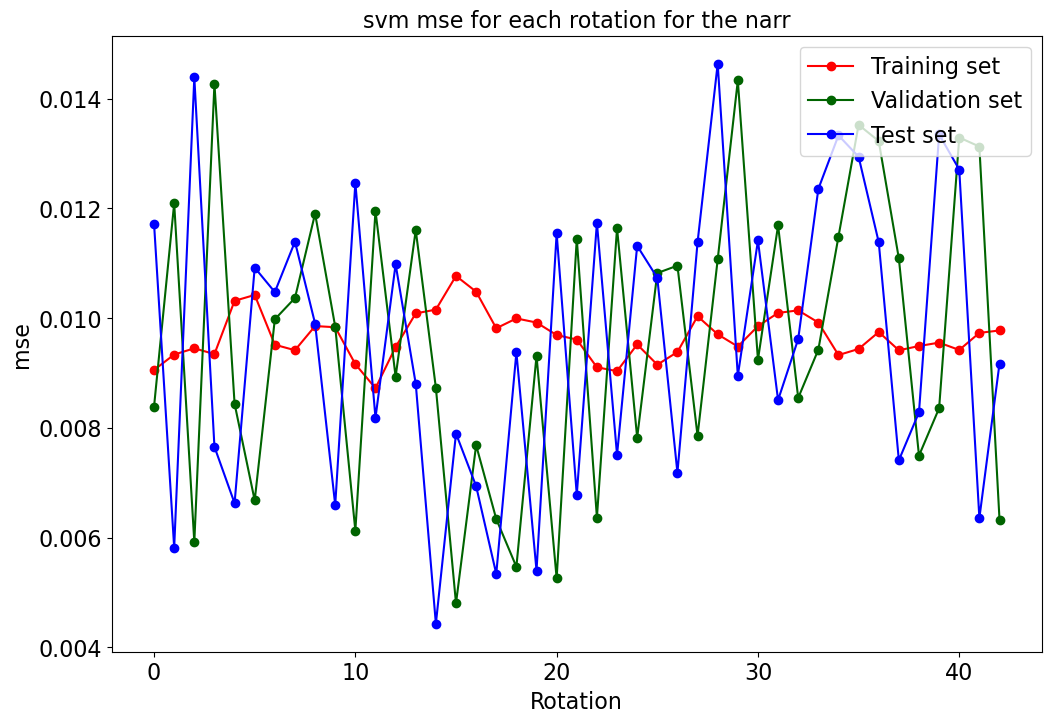 svm mse for each rotation for the narr
Training set
Validation set
Test set
0.014
0.012
0.010
0.008
0.006
0.004
mse
0
10
20
30
40
Rotation